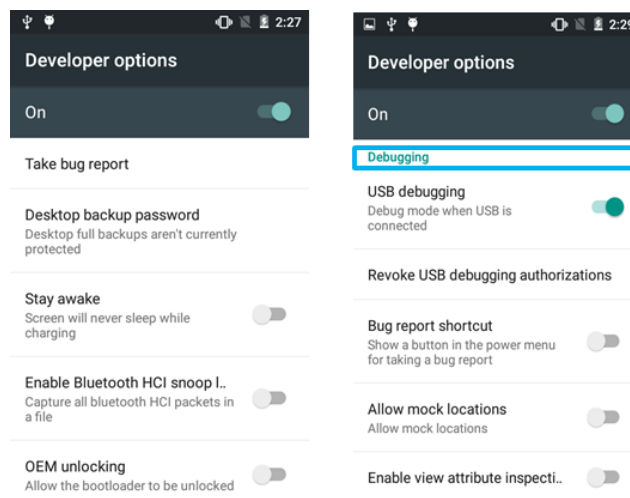 2:27
Developer options
On
Take bug report
Desktop backup password
Desktop full backups aren't currently
protected
Stay awake
Screen will never sleep while
charging
Enable Bluetooth HCI snoop l..
Capture all bluetooth HCI packets in
a file
OEM unlocking
Allow the bootloader to be unlocked
2:29
Developer options
On
Debugging
USB debugging
Debug mode when USB is
connected
Revoke USB debugging authorizations
Bug report shortcut
Show a button in the power menu
for taking a bug report
Allow mock locations
Allow mock locations
Enable view attribute inspecti..